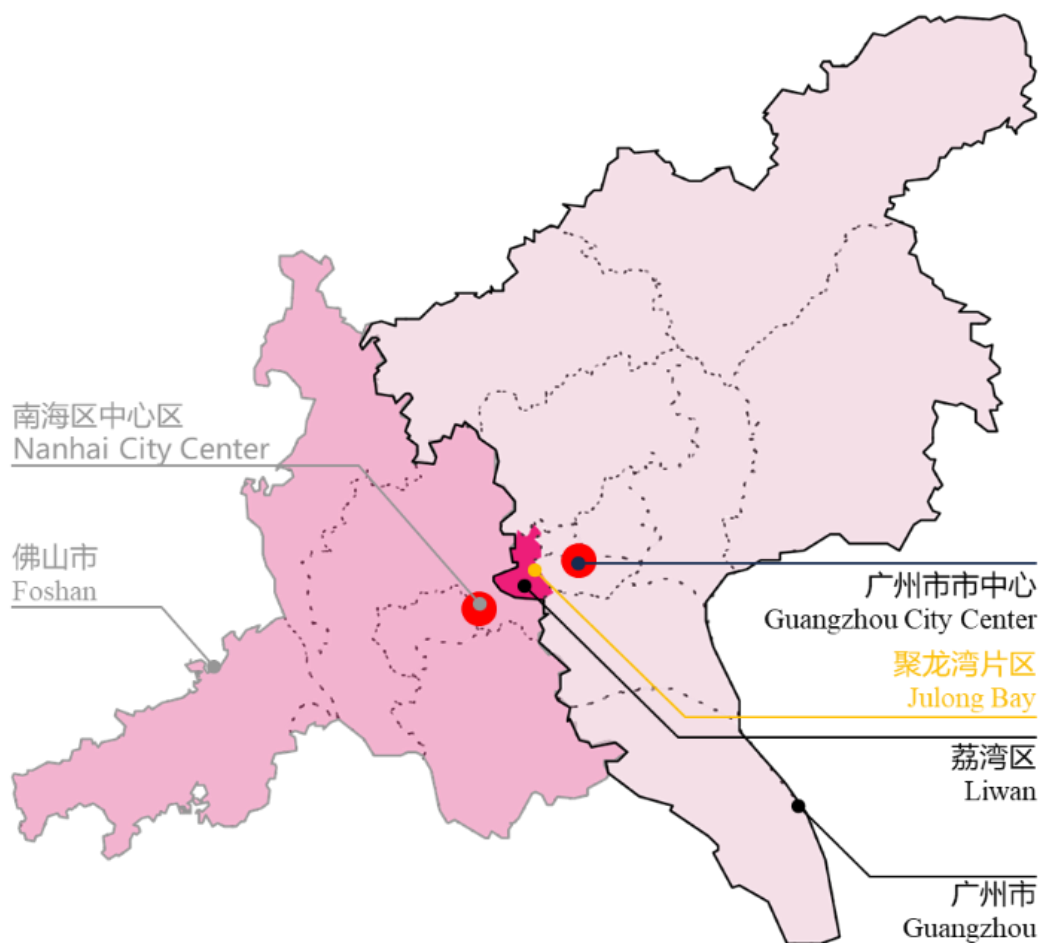 南海区中心区
Nanhai City Center
佛山市
Foshan
广州市市中心
Guangzhou City Center
聚龙湾片区
Julong Bay
荔湾区
Liwan
广州市
Guangzhou